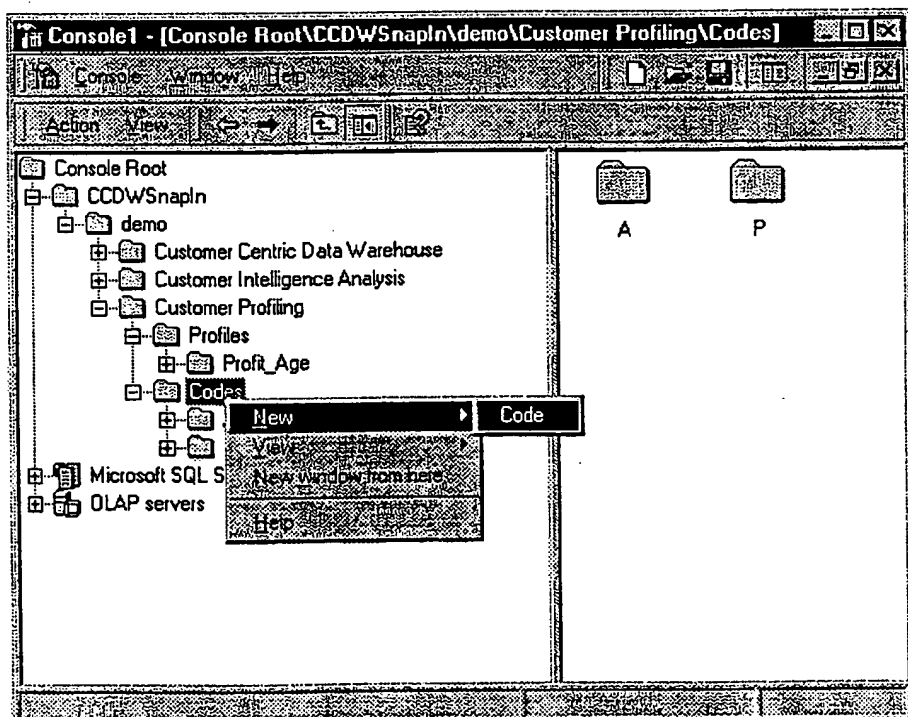 Console1 - [Console Root\CCDWSnapIn\demo\Customer Profiling\Codes]
Console Window Help
Action View
Console Root
CCDWSnapIn
demo
Customer Centric Data Warehouse
Customer Intelligence Analysis
Customer Profiling
Profiles
Profit_Age
Codes
Microsoft SQL S
OLAP servers
New
Code
View
New window from here
Help
A
P